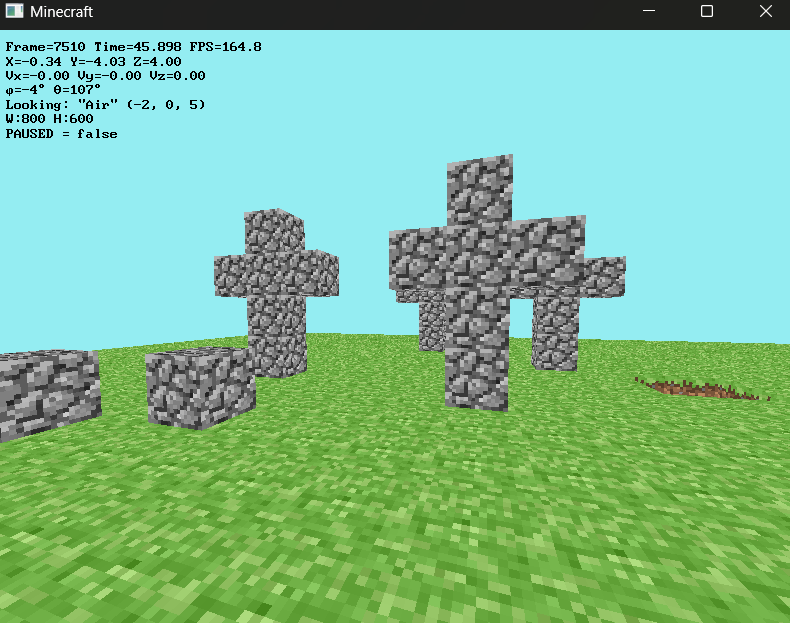 Minecraft
Frame=7510 Time=45.898 FPS=164.8
X=-0.34 Y=-4.03 Z=4.00
Vx=-0.00 Vy=-0.00 Vz=0.00
φ=-4° θ=107°
Looking: "Air" (-2, 0, 5)
W:800 H:600
PAUSED = false